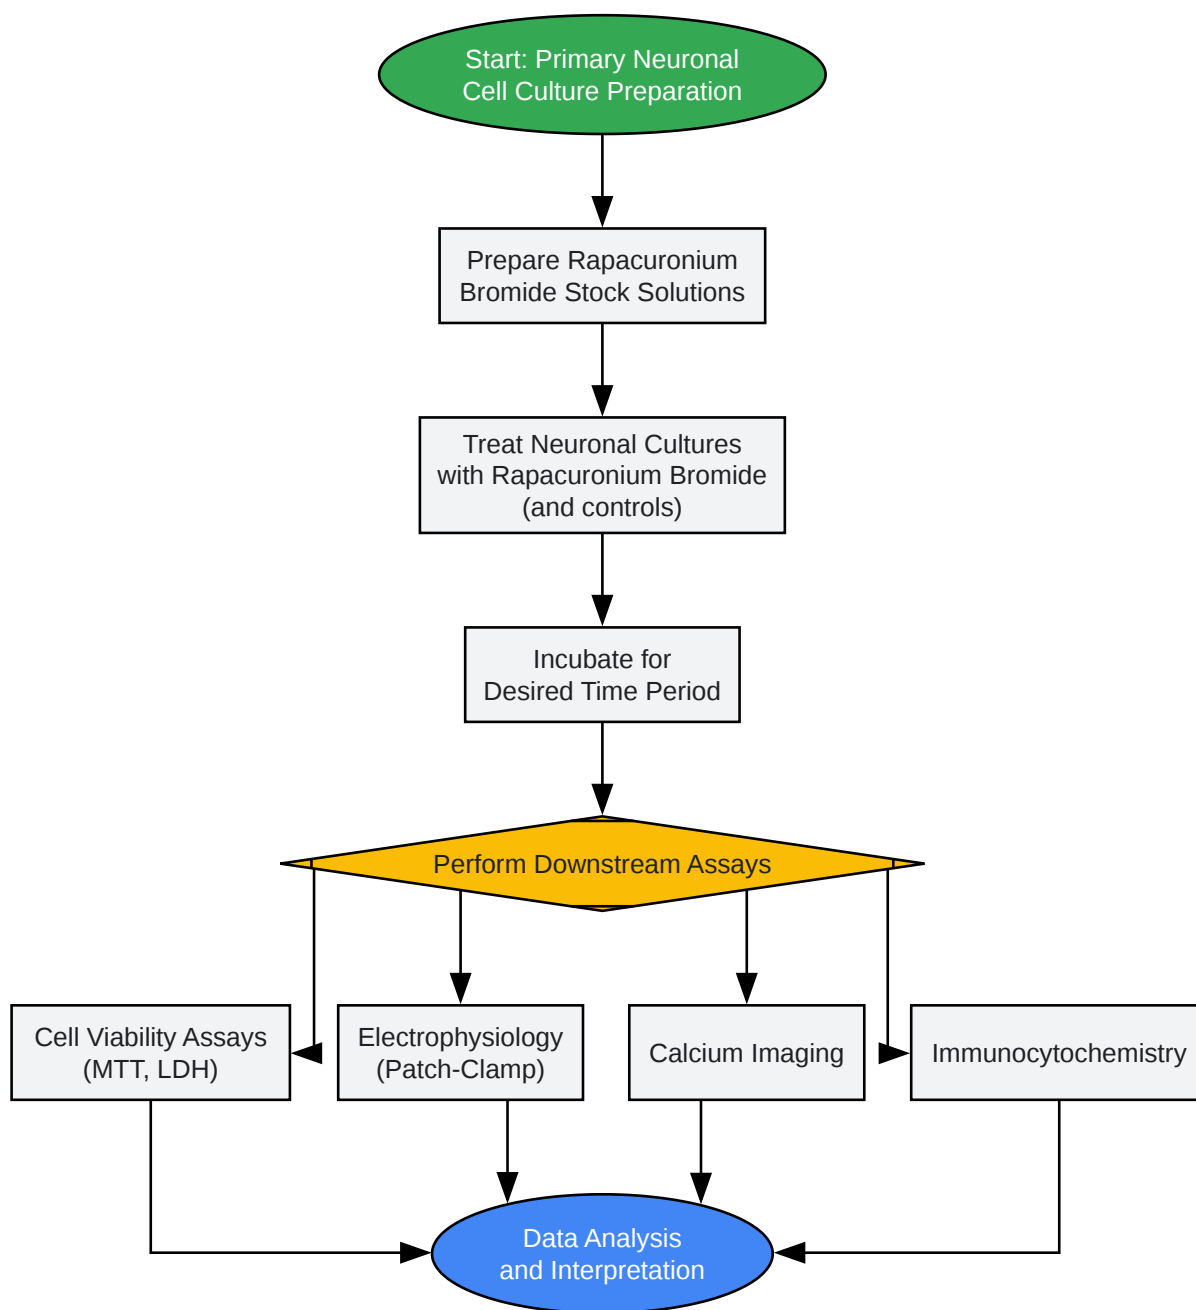 Start: Primary Neuronal
Cell Culture Preparation
Prepare Rapacuronium
Bromide Stock Solutions
Treat Neuronal Cultures
with Rapacuronium Bromide
(and controls)
Incubate for
Desired Time Period
Perform Downstream Assays
Cell Viability Assays
(MTT, LDH)
Electrophysiology
(Patch-Clamp)
Calcium Imaging
Immunocytochemistry
Data Analysis
and Interpretation